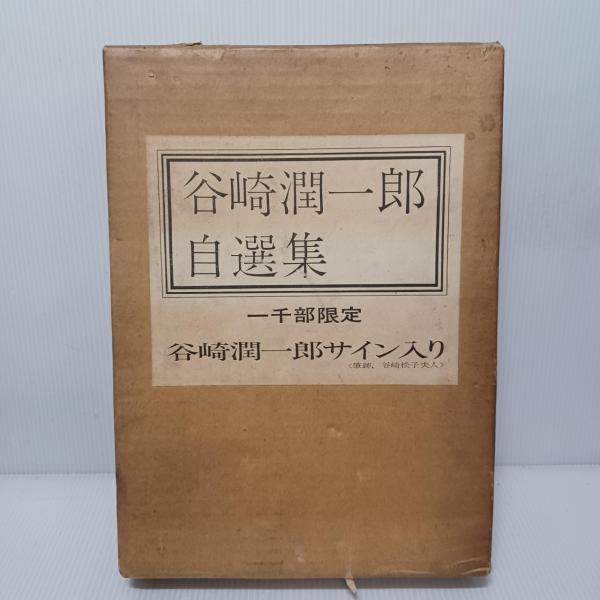 谷崎潤一郎
自選集
一千部限定
谷崎潤一郎サイン入り
〈筆跡、谷崎松子夫人〉